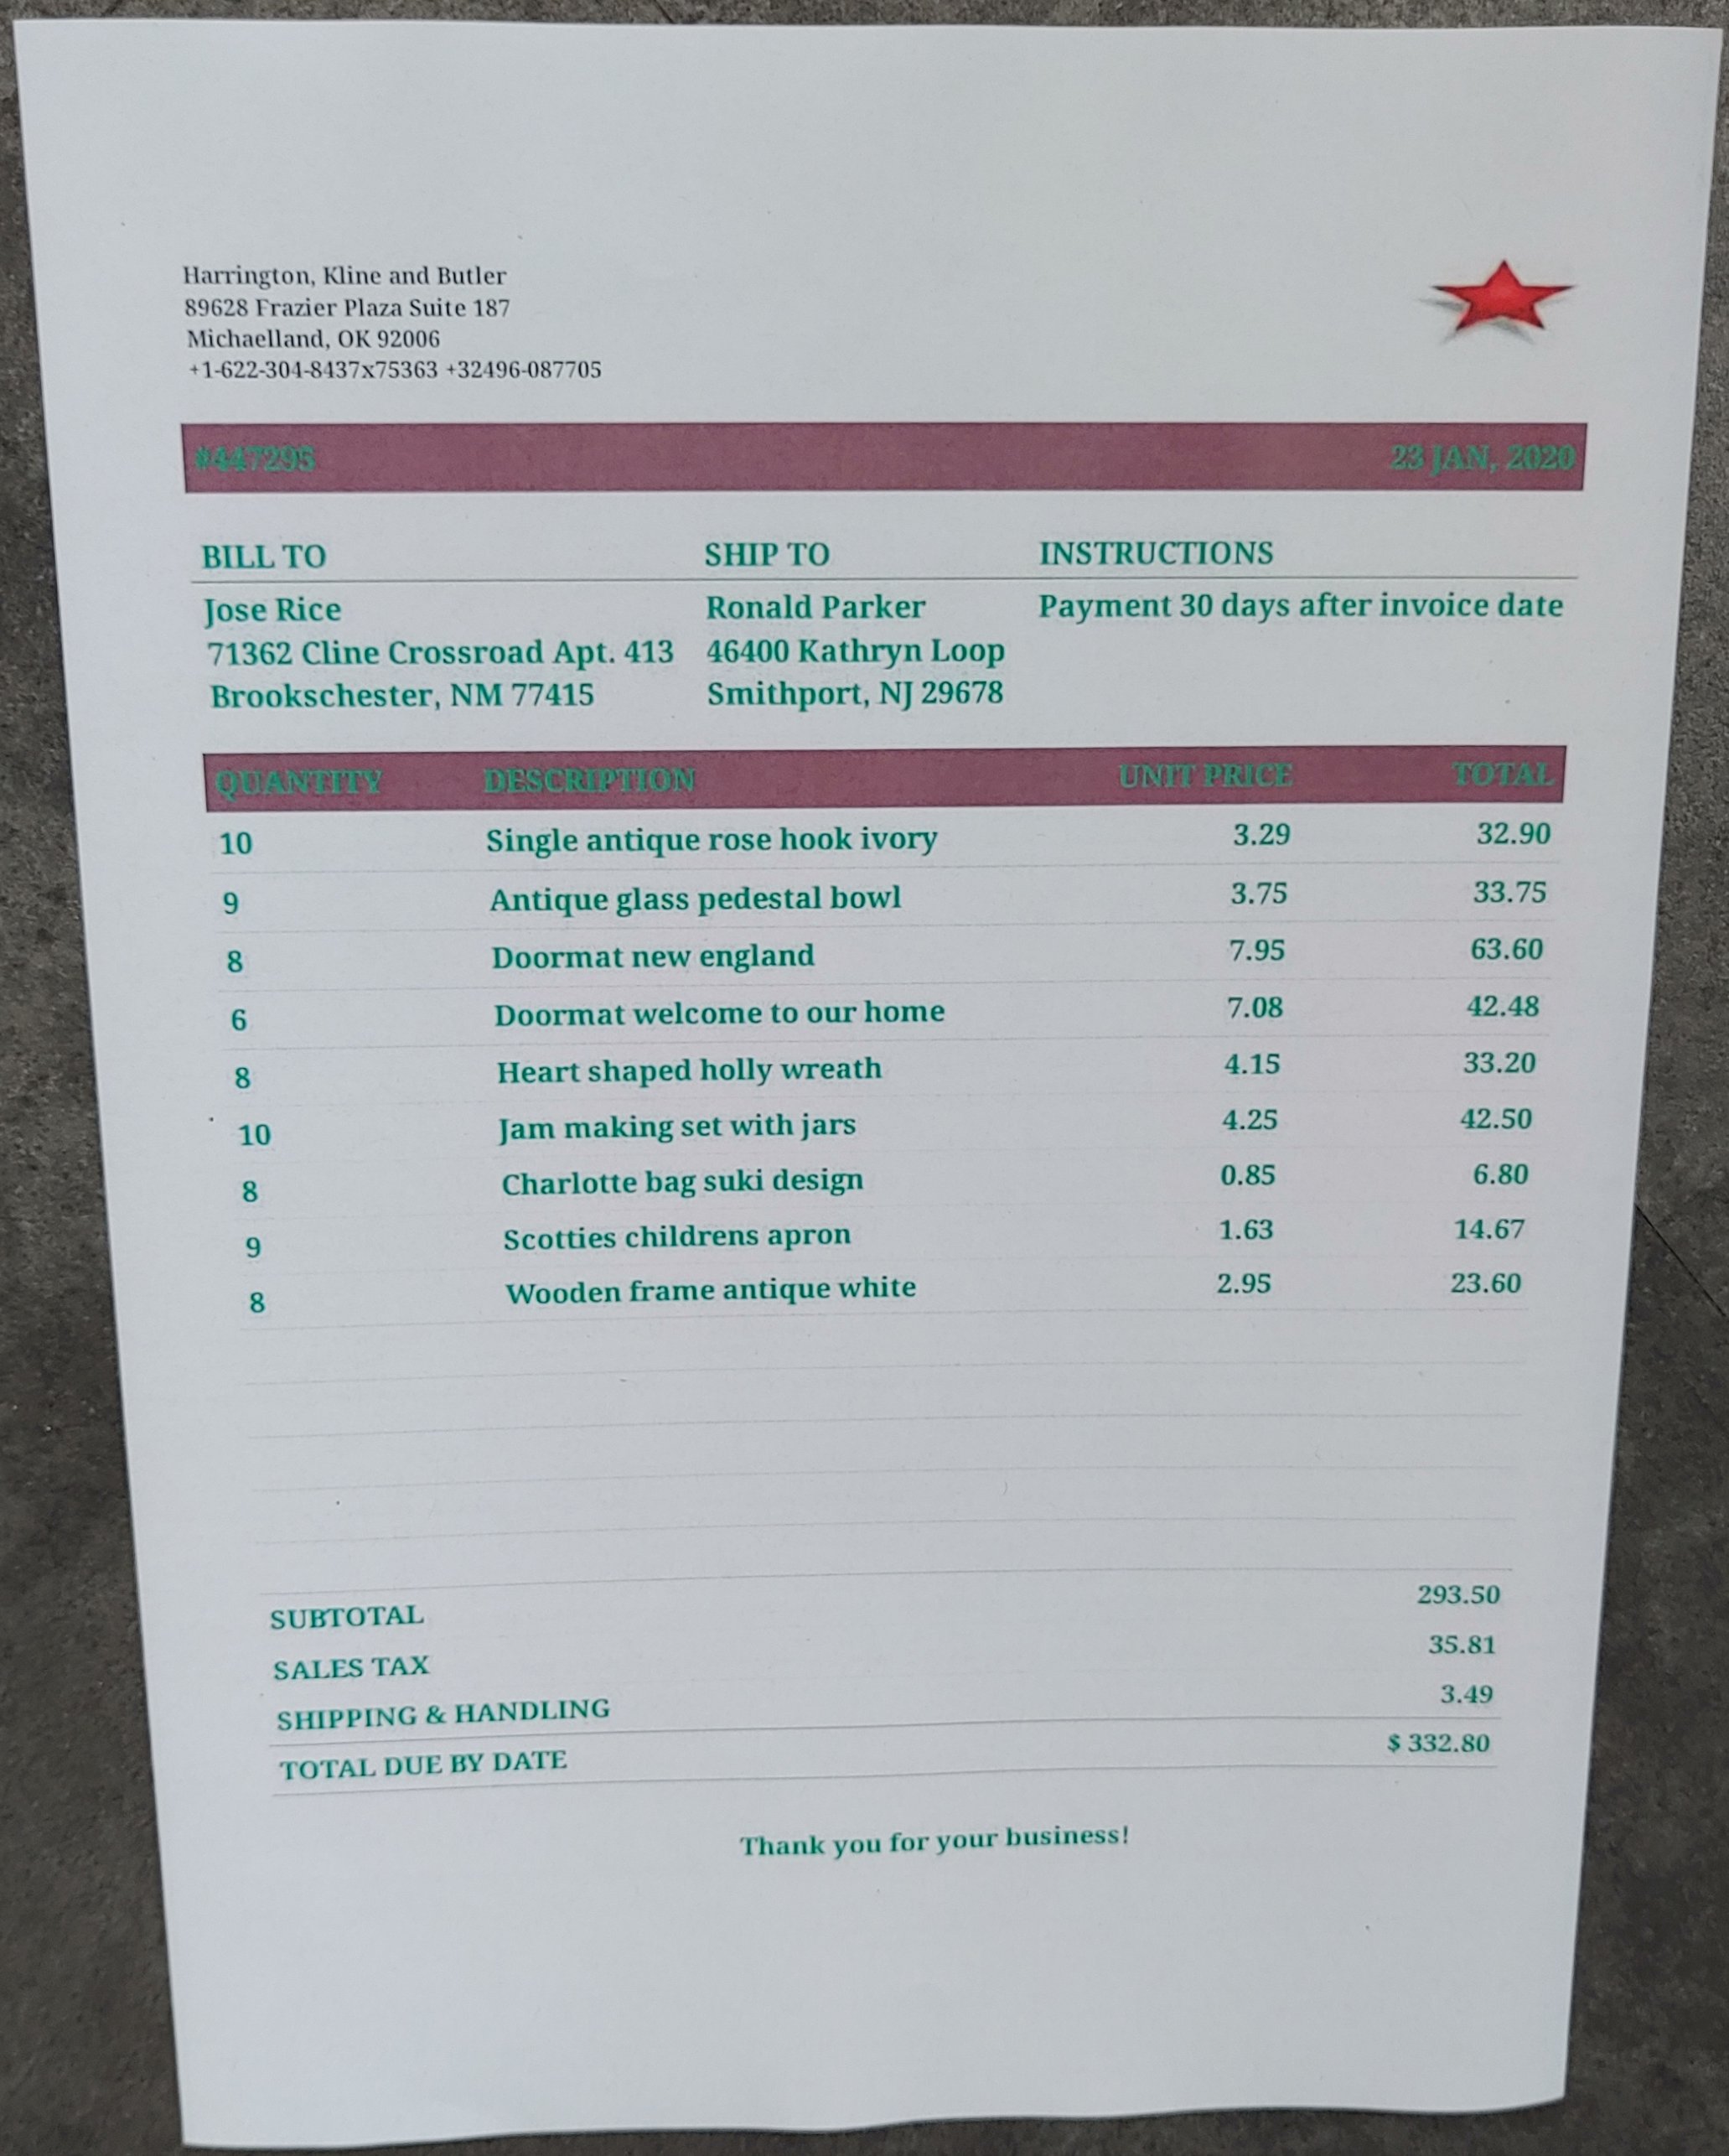 Harrington, Kline and Butler
89628 Frazier Plaza Suite 187
Michaelland, OK 92006
+1-622-304-8437x75363 +32496-087705
#447295 23 JAN, 2020
BILL TO SHIP TO INSTRUCTIONS
Jose Rice Ronald Parker Payment 30 days after invoice date
71362 Cline Crossroad Apt. 413 46400 Kathryn Loop
Brookschester, NM 77415 Smithport, NJ 29678
QUANTITY DESCRIPTION UNIT PRICE TOTAL
10 Single antique rose hook ivory 3.29 32.90
9 Antique glass pedestal bowl 3.75 33.75
8 Doormat new england 7.95 63.60
6 Doormat welcome to our home 7.08 42.48
8 Heart shaped holly wreath 4.15 33.20
10 Jam making set with jars 4.25 42.50
8 Charlotte bag suki design 0.85 6.80
9 Scotties childrens apron 1.63 14.67
8 Wooden frame antique white 2.95 23.60
SUBTOTAL 293.50
SALES TAX 35.81
SHIPPING & HANDLING 3.49
TOTAL DUE BY DATE $ 332.80
Thank you for your business!